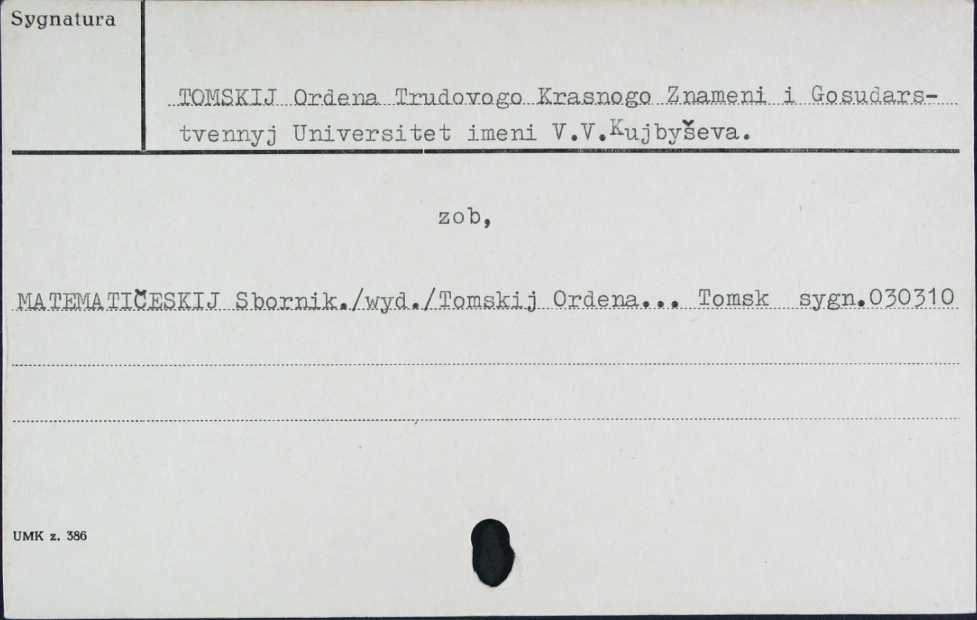 Sygnatura
TOMSKIJ Ordena Trudovogo Krasnogo Znameni i Gosudars-
tvennyj Universitet imeni V.V.Kujbyševa.
zob,
MATEMATIČESKIJ Sbornik./wyd./Tomskij Ordena... Tomsk sygn.030310
UMK z. 386